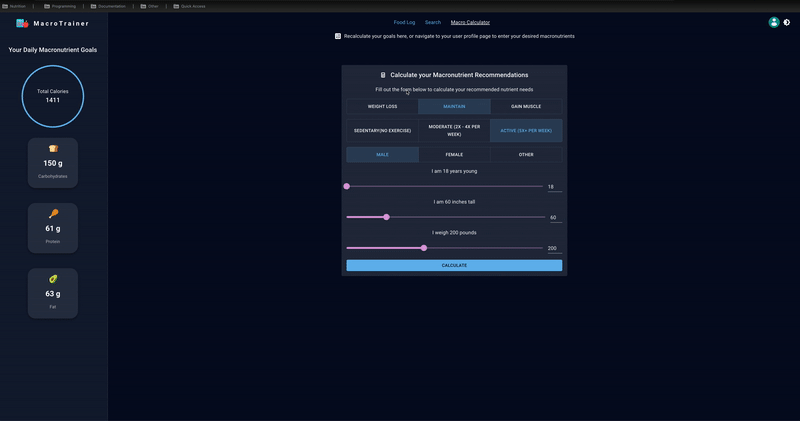 Nutrition
Programming
Documentation
Other
Quick Access
MacroTrainer
Food Log
Search
Macro Calculator
Recalculate your goals here, or navigate to your user profile page to enter your desired macronutrients
Your Daily Macronutrient Goals
Total Calories
1411
150 g
Carbohydrates
61 g
Protein
63 g
Fat
Calculate your Macronutrient Recommendations
Fill out the form below to calculate your recommended nutrient needs
WEIGHT LOSS
MAINTAIN
GAIN MUSCLE
SEDENTARY(NO EXERCISE)
MODERATE (2X - 4X PER
WEEK)
ACTIVE (5X+ PER WEEK)
MALE
FEMALE
OTHER
I am 18 years young
18
I am 60 inches tall
60
I weigh 200 pounds
200
CALCULATE